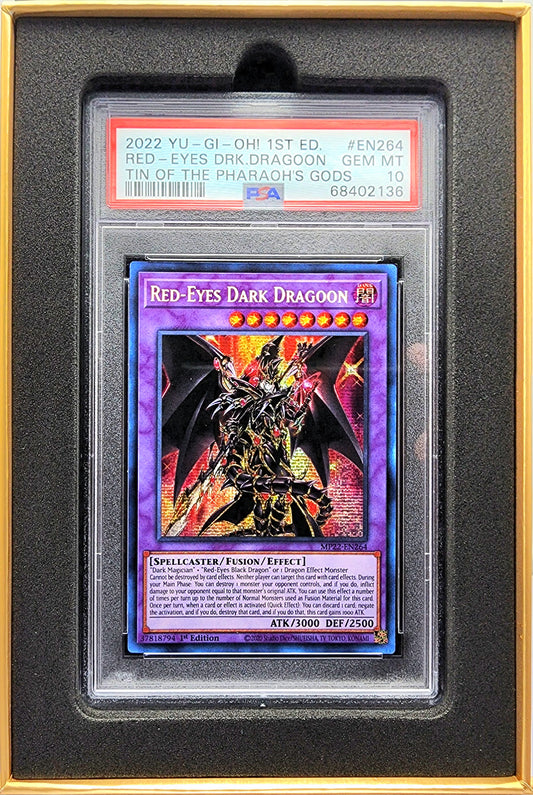 2022 YU-GI-OH! 1ST ED. #EN264
RED-EYES DRK.DRAGOON GEM MT
TIN OF THE PHARAOH'S GODS 10
PSA 68402136
RED-EYES DARK DRAGOON
DARK
闇
MP22-EN264
[SPELLCASTER/FUSION/EFFECT]
"Dark Magician" + "Red-Eyes Black Dragon" or 1 Dragon Effect Monster
Cannot be destroyed by card effects. Neither player can target this card with card effects. During
your Main Phase: You can destroy 1 monster your opponent controls, and if you do, inflict
damage to your opponent equal to that monster's original ATK. You can use this effect a number
of times per turn up to the number of Normal Monsters used as Fusion Material for this card.
Once per turn, when a card or effect is activated (Quick Effect): You can discard 1 card; negate
the activation, and if you do, destroy that card, and if you do that, this card gains 1000 ATK.
ATK/3000 DEF/2500
37818794 1st Edition ©2020 Studio Dice/SHUEISHA, TV TOKYO, KONAMI